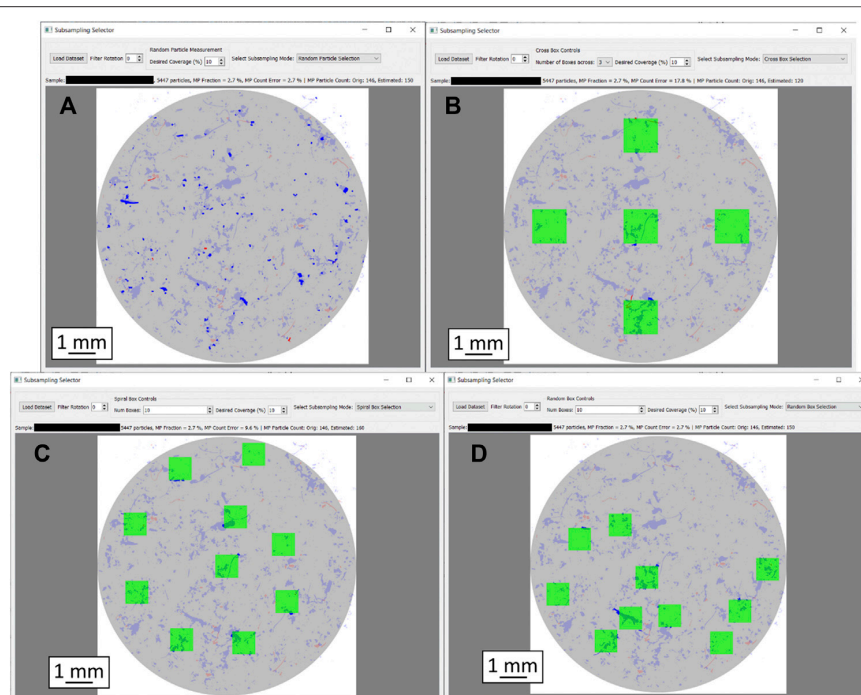 Subsampling Selector
Random Particle Measurement
Load Dataset Filter Rotation 0 Desired Coverage (%) 10 Select Subsampling Mode: Random Particle Selection
Sample: , 5447 particles, MP Fraction = 2.7 %, MP Count Error = 2.7 % | MP Particle Count: Orig: 146, Estimated: 150
A
1 mm
Subsampling Selector
Cross Box Controls
Load Dataset Filter Rotation 0 Number of Boxes across: 3 Desired Coverage (%) 10 Select Subsampling Mode: Cross Box Selection
Sample: , 5447 particles, MP Fraction = 2.7 %, MP Count Error = 17.8 % | MP Particle Count: Orig: 146, Estimated: 120
B
1 mm
Subsampling Selector
Spiral Box Controls
Load Dataset Filter Rotation 0 Num Boxes: 10 Desired Coverage (%) 10 Select Subsampling Mode: Spiral Box Selection
Sample: 5447 particles, MP Fraction = 2.7 %, MP Count Error = 9.6 % | MP Particle Count: Orig: 146, Estimated: 160
C
1 mm
Subsampling Selector
Random Box Controls
Load Dataset Filter Rotation 0 Num Boxes: 10 Desired Coverage (%) 10 Select Subsampling Mode: Random Box Selection
Sample: 5447 particles, MP Fraction = 2.7 %, MP Count Error = 2.7 % | MP Particle Count: Orig: 146, Estimated: 150
D
1 mm